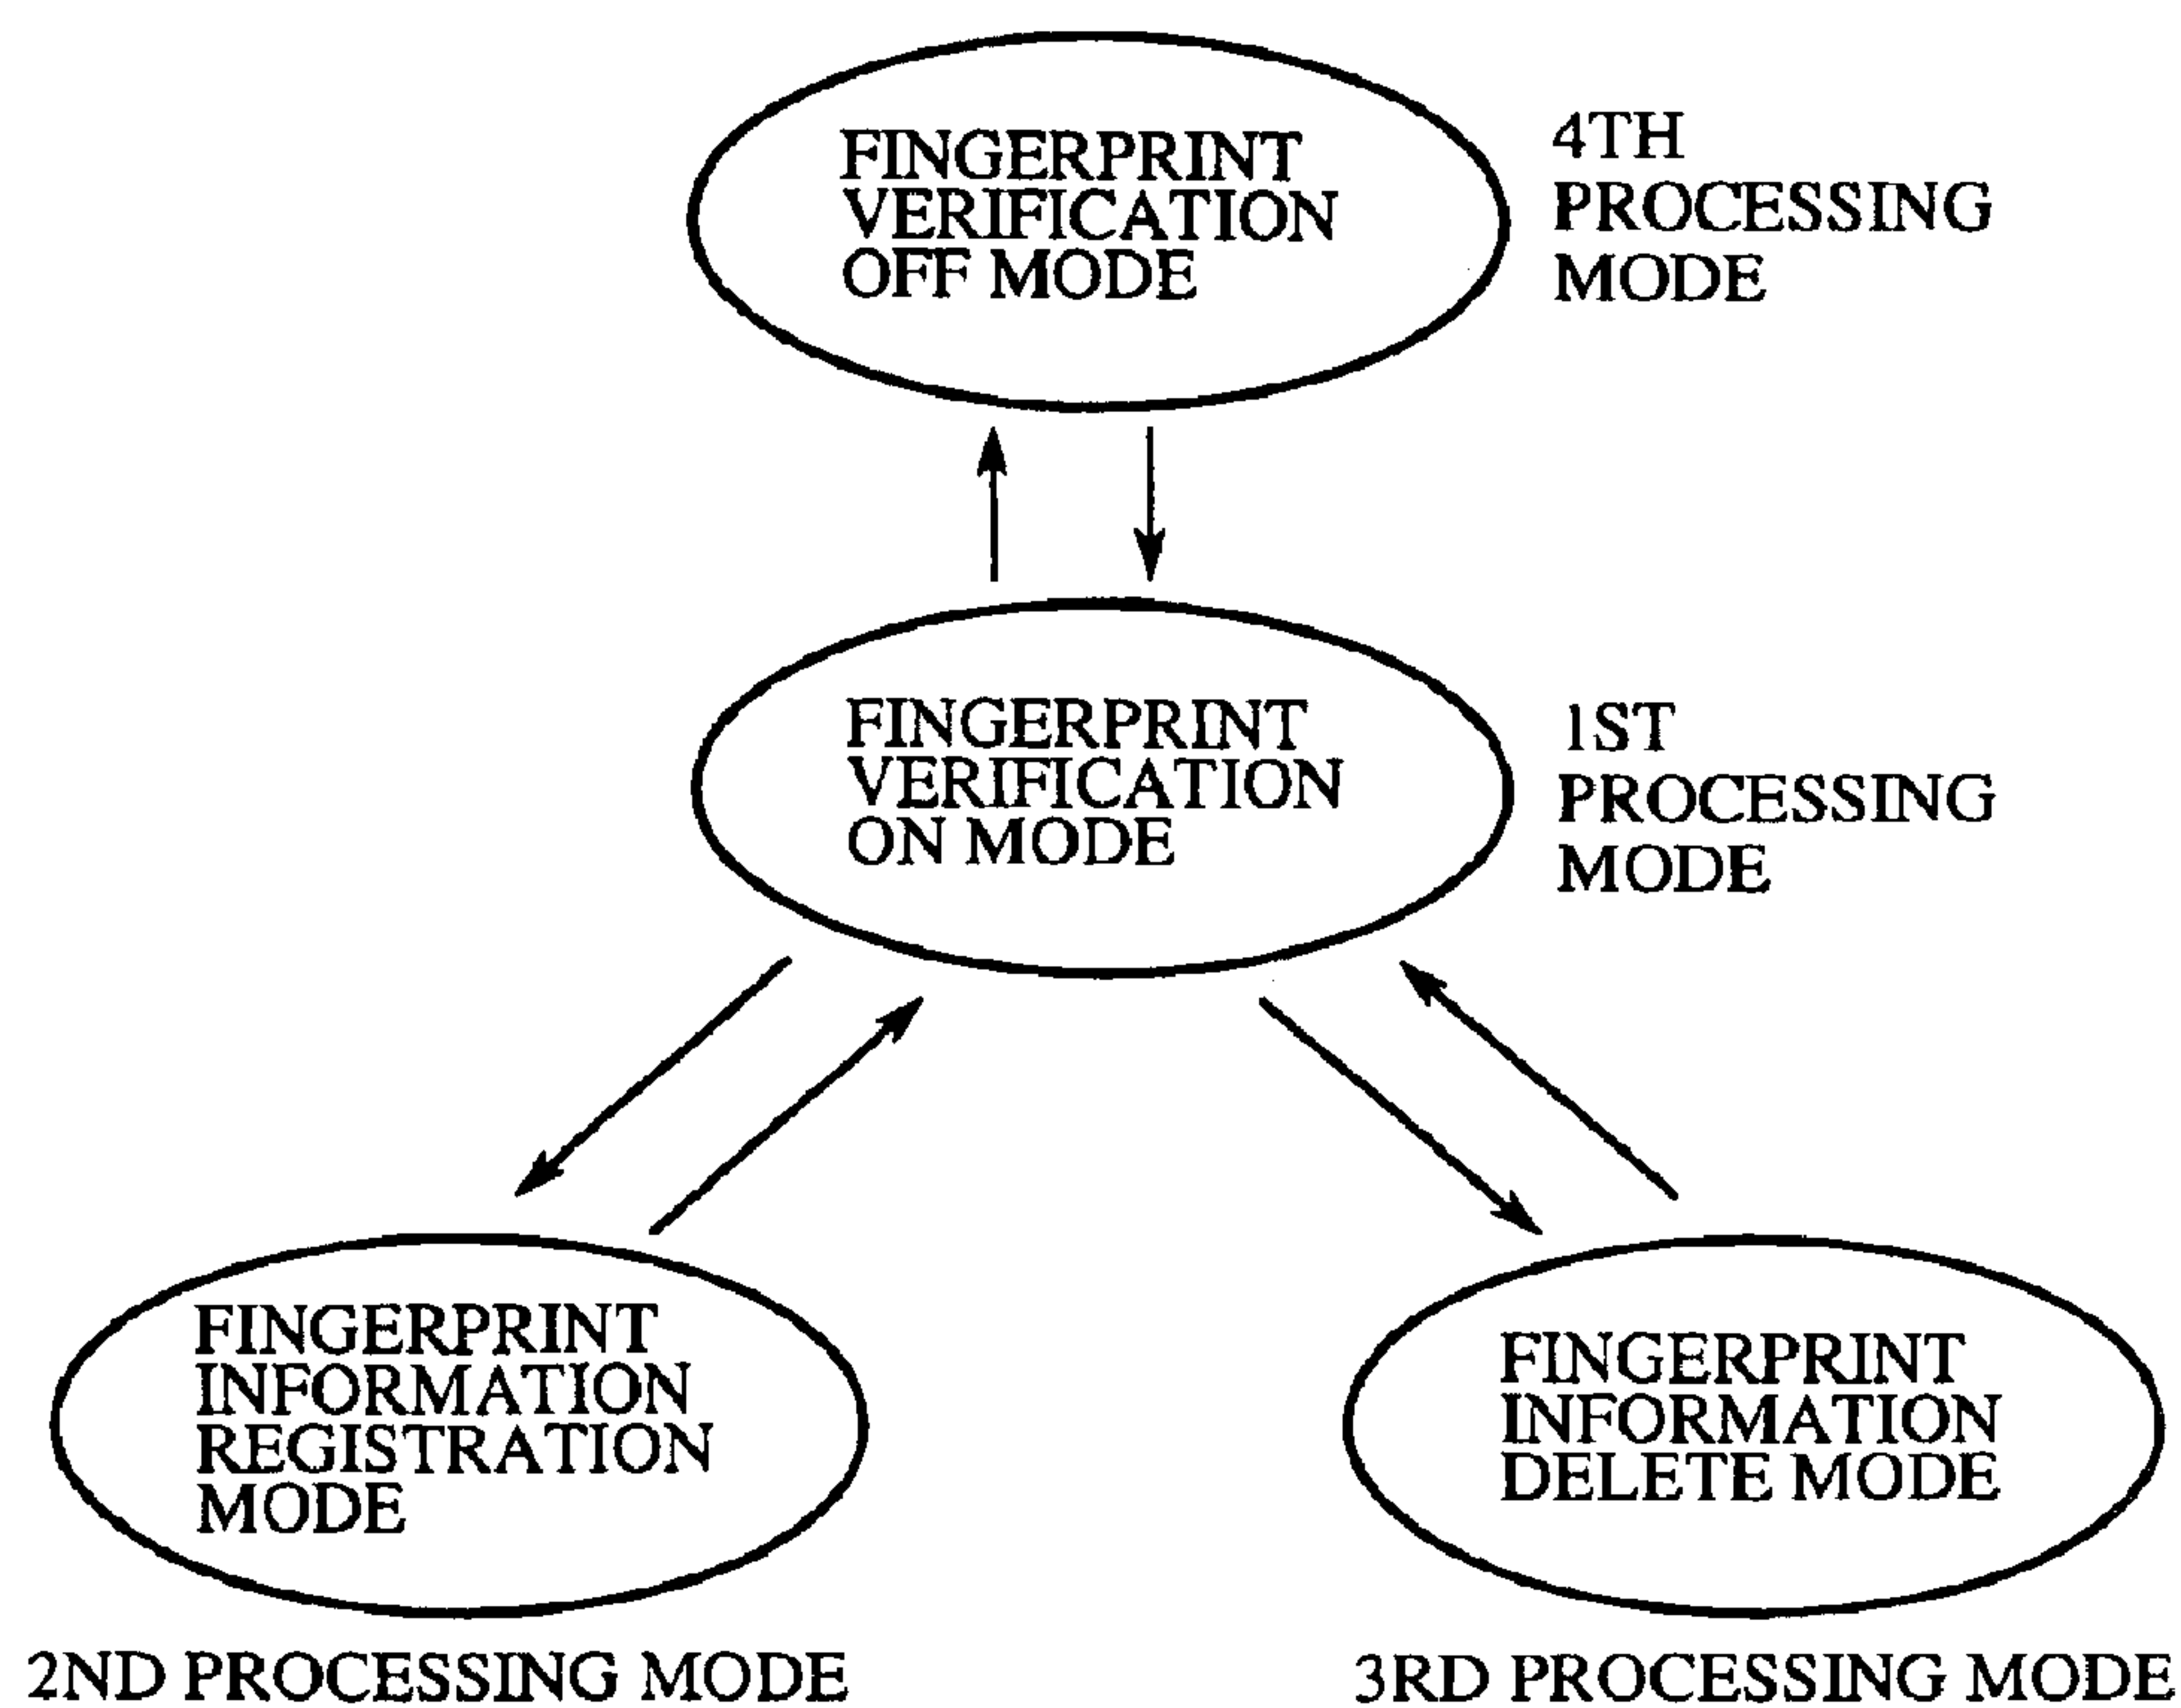 FINGERPRINT
VERIFICATION
OFF MODE
4TH
PROCESSING
MODE
FINGERPRINT
VERIFICATION
ON MODE
1ST
PROCESSING
MODE
FINGERPRINT
INFORMATION
REGISTRATION
MODE
2ND PROCESSING MODE
FINGERPRINT
INFORMATION
DELETE MODE
3RD PROCESSING MODE